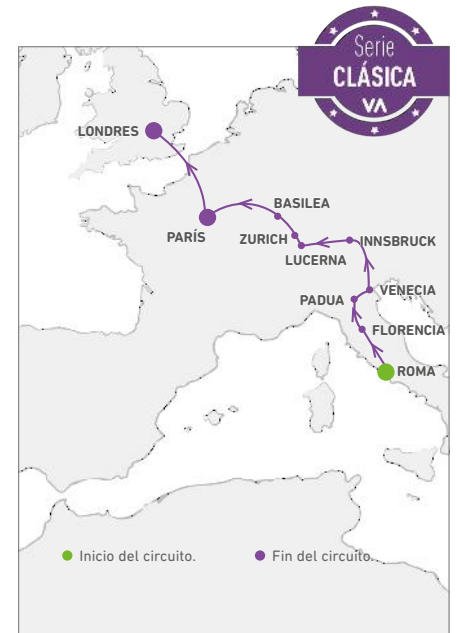 Serie
CLÁSICA
VA
LONDRES
PARÍS
BASILEA
ZURICH
LUCERNA
INNSBRUCK
PADUA
VENECIA
FLORENCIA
ROMA
Inicio del circuito.
Fin del circuito.